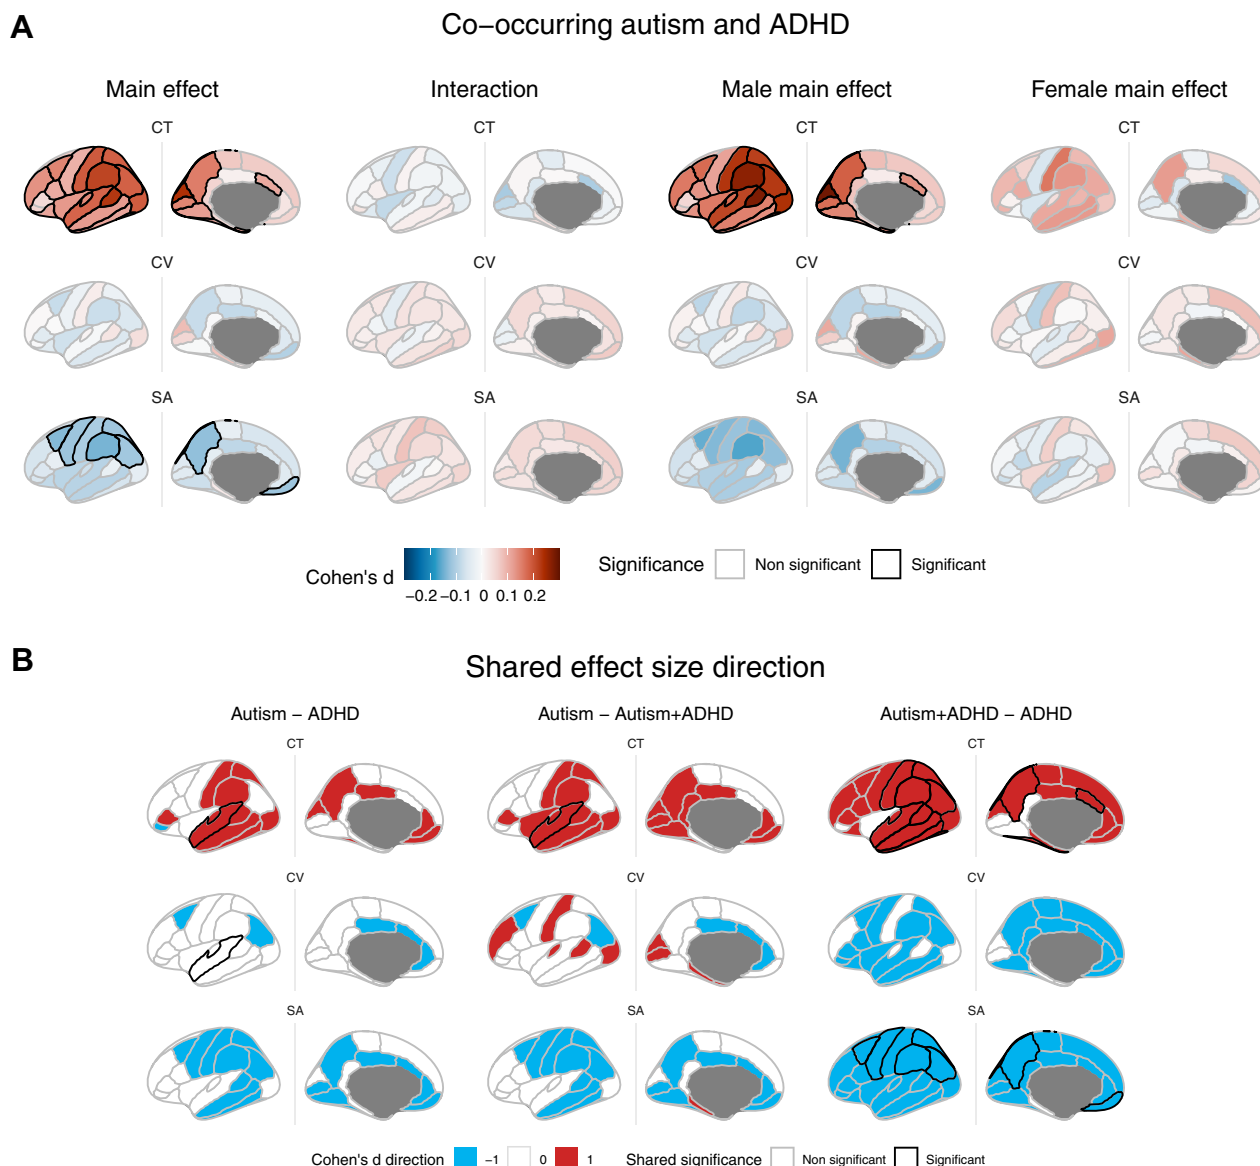 A
Co−occurring autism and ADHD
Main effect
Interaction
Male main effect
Female main effect
CT
CT
CT
CT
CV
CV
CV
CV
SA
SA
SA
SA
Cohen's d
−0.2 −0.1 0 0.1 0.2
Significance
Non significant
Significant
B
Shared effect size direction
Autism − ADHD
Autism − Autism+ADHD
Autism+ADHD − ADHD
CT
CT
CT
CV
CV
CV
SA
SA
SA
Cohen's d direction
−1
0
1
Shared significance
Non significant
Significant